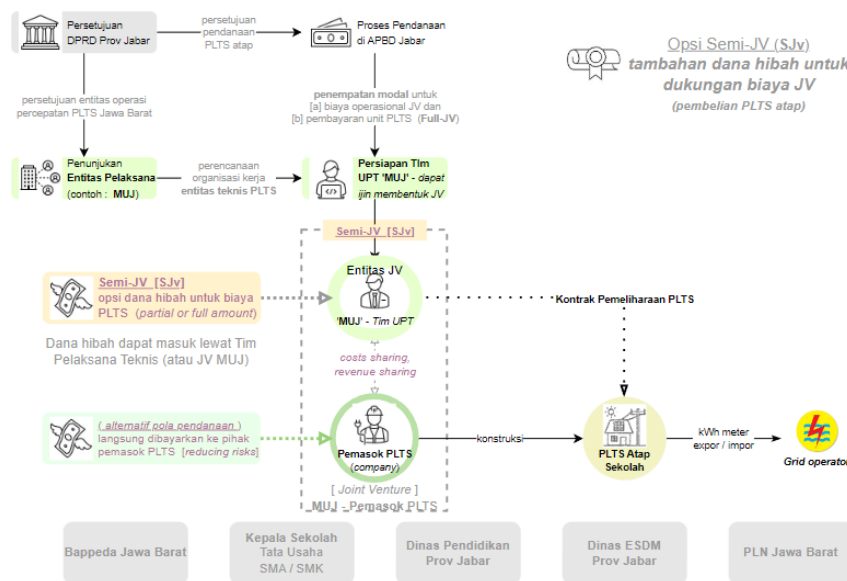 Persetujuan
DPRD Prov Jabar
persetujuan
pendanaan PLTS
atap
Proses Pendanaan
di APBD Jabar
Opsi Semi-JV (SJv)
tambahan dana hibah untuk
dukungan biaya JV
(pembelian PLTS atap)
persetujuan entitas operasi
percepatan PLTS Jawa Barat
penempatan modal untuk
[a] biaya operasional JV dan
[b] pembayaran unit PLTS (Full-JV)
Penunjukan
Entitas Pelaksana
(contoh : MUJ)
perencanaan
organisasi kerja
entitas teknis PLTS
Persiapan TIm
UPT 'MUJ' - dapat
ijin membentuk JV
Semi-JV [SJv]
Semi-JV [SJv]
opsi dana hibah untuk biaya
PLTS (partial or full amount)
Entitas JV
'MUJ' - Tim UPT
Kontrak Pemeliharaan PLTS
Dana hibah dapat masuk lewat Tim
Pelaksana Teknis (atau JV MUJ)
costs sharing,
revenue sharing
( alternatif pola pendanaan )
langsung dibayarkan ke pihak
pemasok PLTS [reducing risks]
Pemasok PLTS
(company)
konstruksi
PLTS Atap
Sekolah
kWh meter
expor / impor
Grid operator
[ Joint Venture ]
MUJ - Pemasok PLTS
Bappeda Jawa Barat
Kepala Sekolah
Tata Usaha
SMA / SMK
Dinas Pendidikan
Prov Jabar
Dinas ESDM
Prov Jabar
PLN Jawa Barat